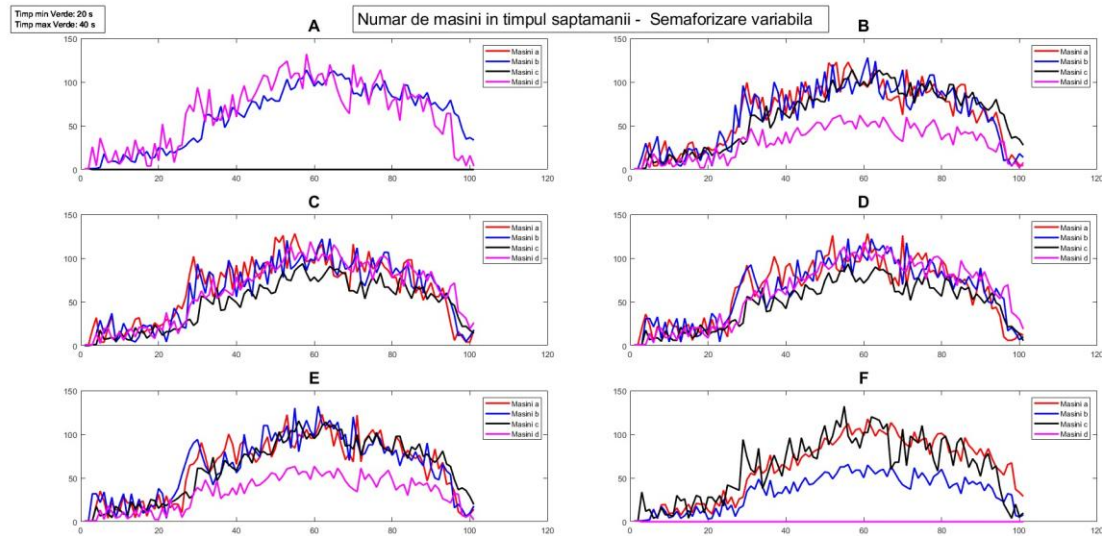 Timp min Verde: 20 s
Timp max Verde: 40 s
Numar de masini in timpul saptamanii - Semaforizare variabila
A
150
100
50
0
0 20 40 60 80 100 120
Masini a
Masini b
Masini c
Masini d
B
150
100
50
0
0 20 40 60 80 100 120
Masini a
Masini b
Masini c
Masini d
C
150
100
50
0
0 20 40 60 80 100 120
Masini a
Masini b
Masini c
Masini d
D
150
100
50
0
0 20 40 60 80 100 120
Masini a
Masini b
Masini c
Masini d
E
150
100
50
0
0 20 40 60 80 100 120
Masini a
Masini b
Masini c
Masini d
F
150
100
50
0
0 20 40 60 80 100 120
Masini a
Masini b
Masini c
Masini d